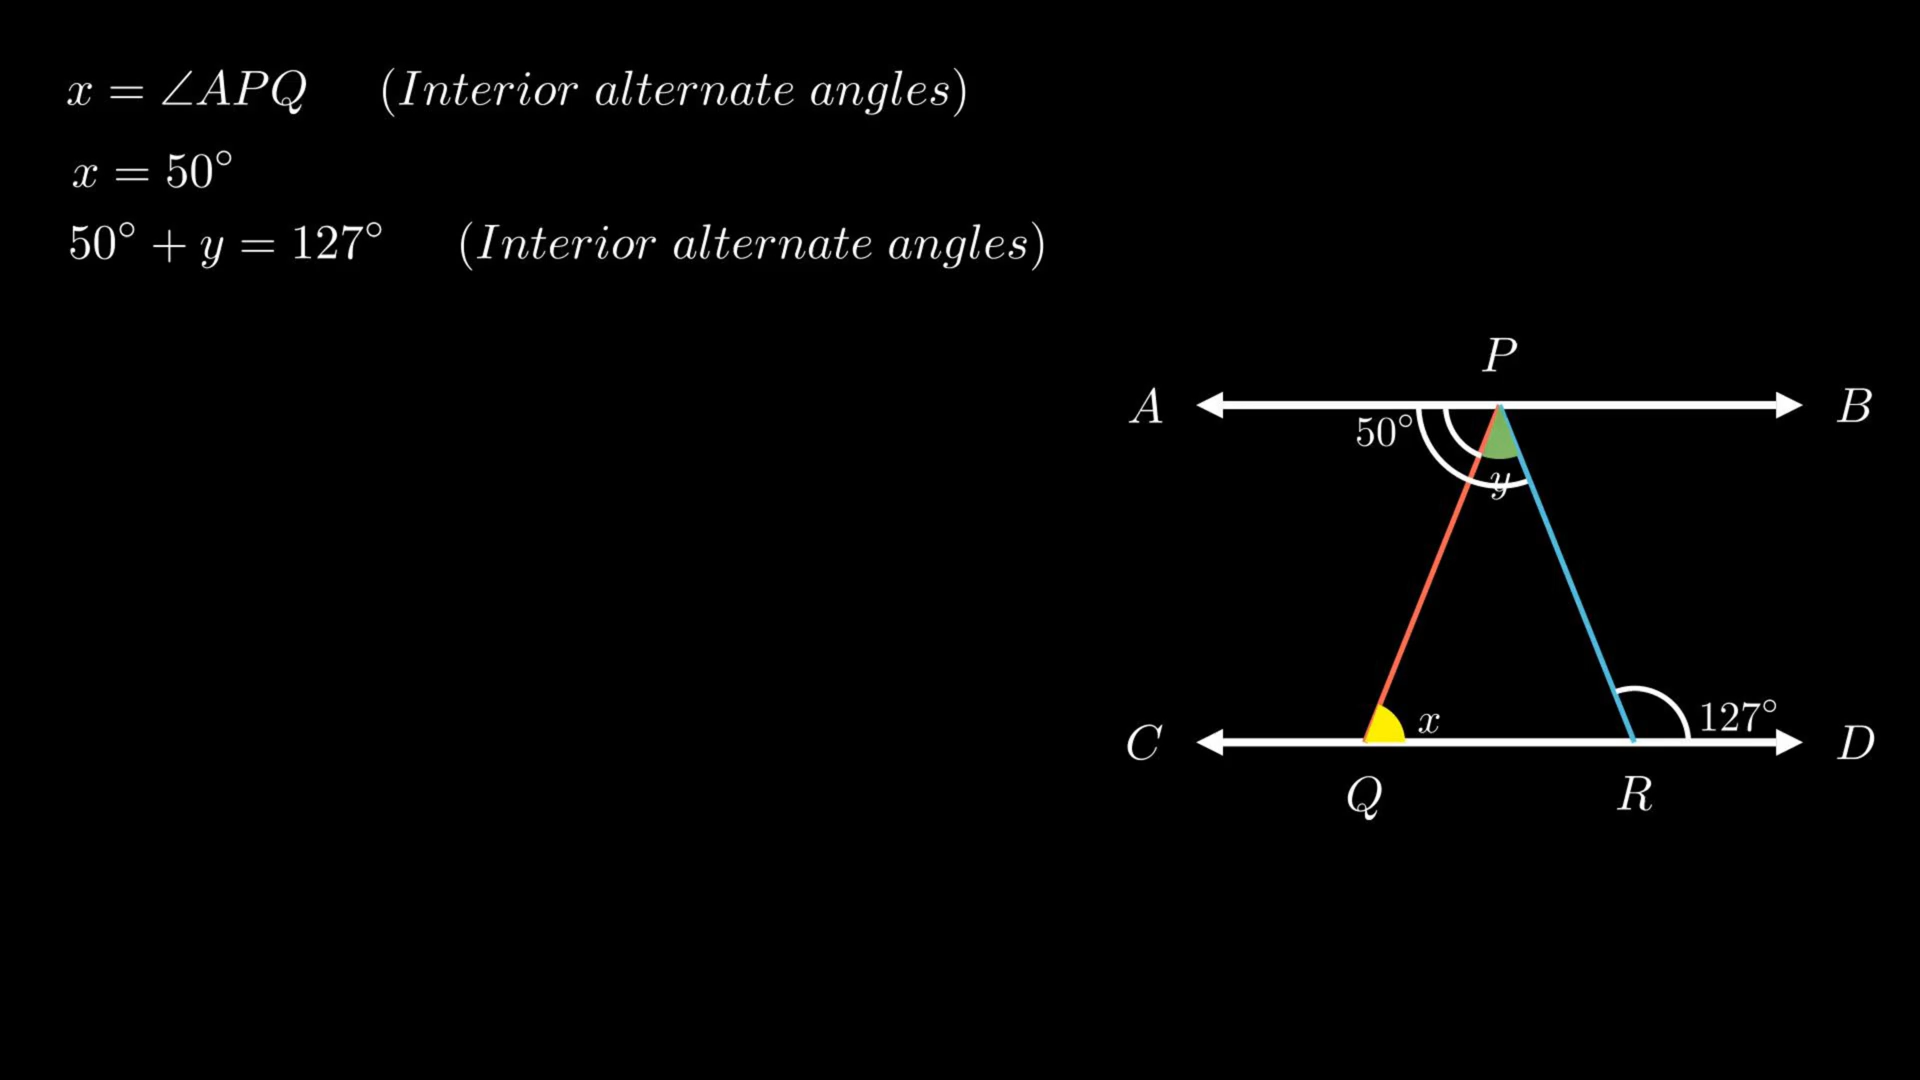 x = ∠APQ (Interior alternate angles)
x = 50°
50° + y = 127° (Interior alternate angles)
P
A B
50°
y
x 127°
C D
Q R